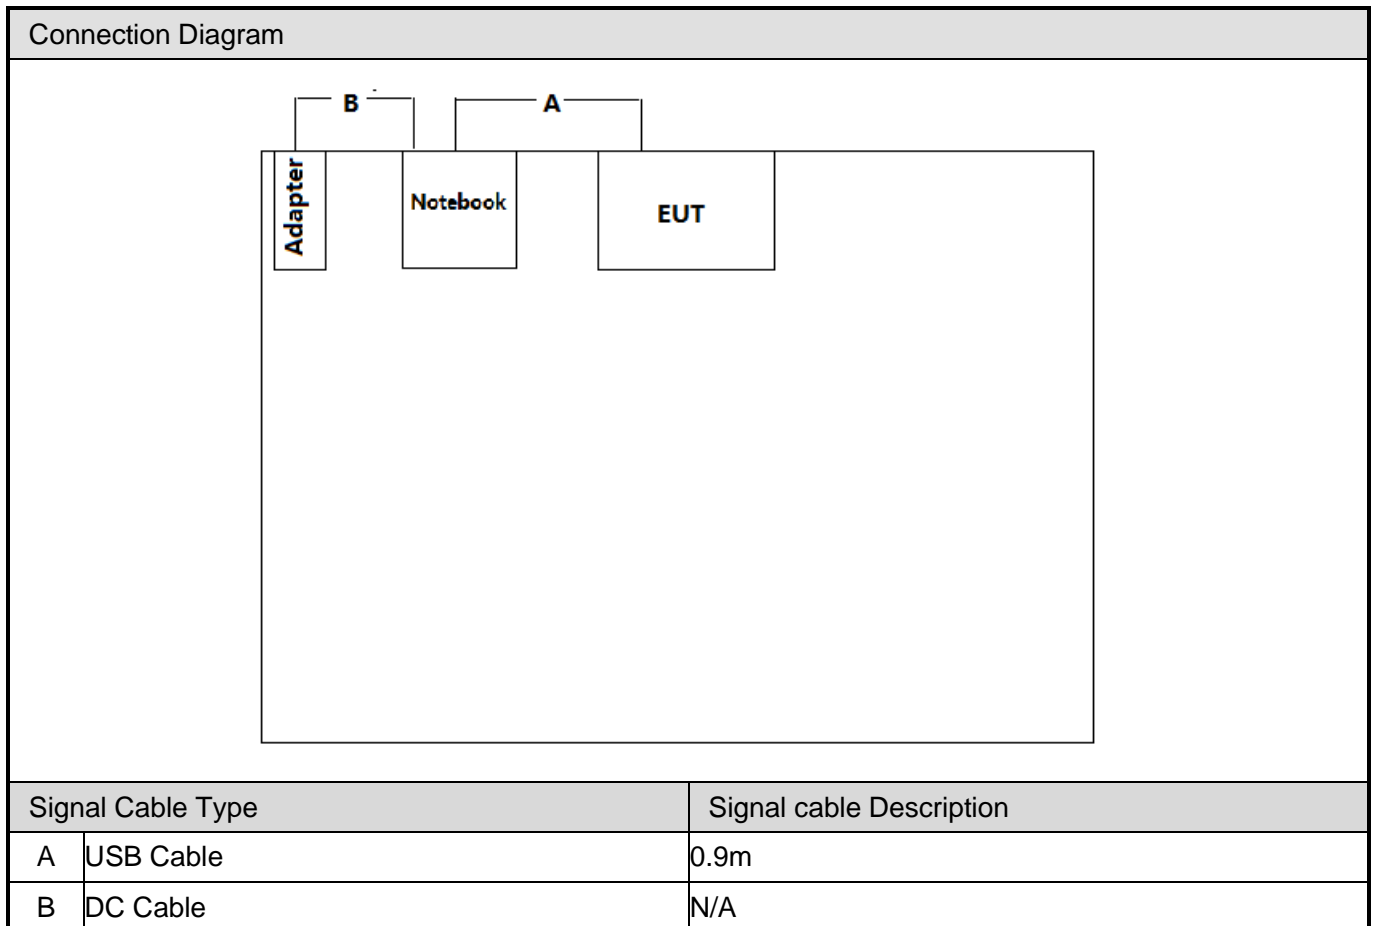 Connection Diagram
B A
Adapter
Notebook
EUT
Signal Cable Type Signal cable Description
A USB Cable 0.9m
B DC Cable N/A